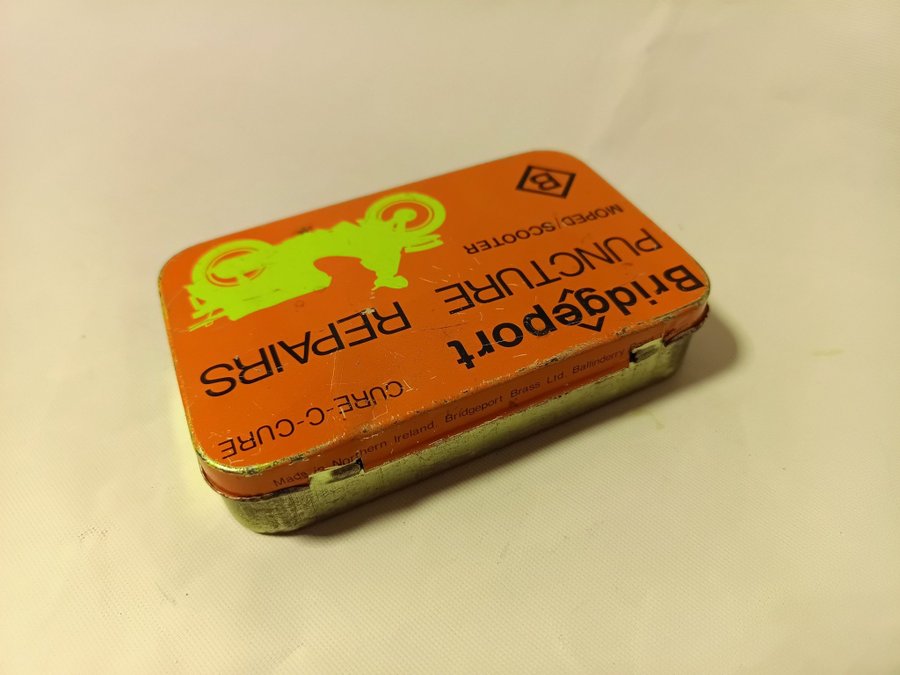 Bridgeport
PUNCTURE REPAiRS
MOPED/SCOOTER
CURE-C-CURE
B
Made in Northern Ireland. Bridgeport Brass Ltd. Ballinderry